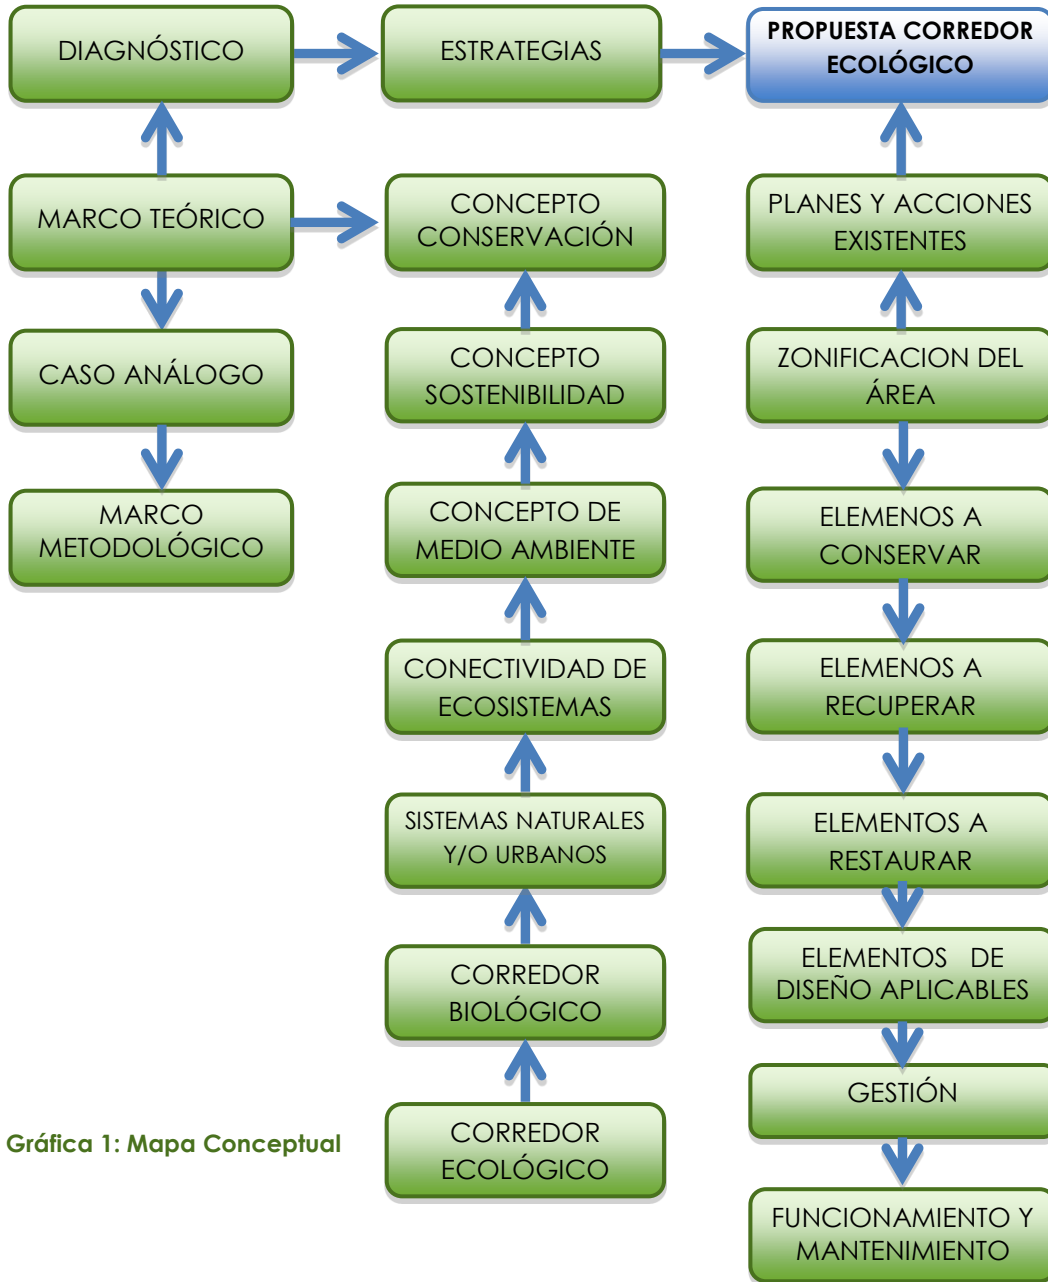 DIAGNÓSTICO
ESTRATEGIAS
PROPUESTA CORREDOR
ECOLÓGICO
MARCO TEÓRICO
CONCEPTO
CONSERVACIÓN
PLANES Y ACCIONES
EXISTENTES
CASO ANÁLOGO
CONCEPTO
SOSTENIBILIDAD
ZONIFICACION DEL
ÁREA
MARCO
METODOLÓGICO
CONCEPTO DE
MEDIO AMBIENTE
ELEMENOS A
CONSERVAR
CONECTIVIDAD DE
ECOSISTEMAS
ELEMENOS A
RECUPERAR
SISTEMAS NATURALES
Y/O URBANOS
ELEMENTOS A
RESTAURAR
CORREDOR
BIOLÓGICO
ELEMENTOS DE
DISEÑO APLICABLES
GESTIÓN
Gráfica 1: Mapa Conceptual
CORREDOR
ECOLÓGICO
FUNCIONAMIENTO Y
MANTENIMIENTO